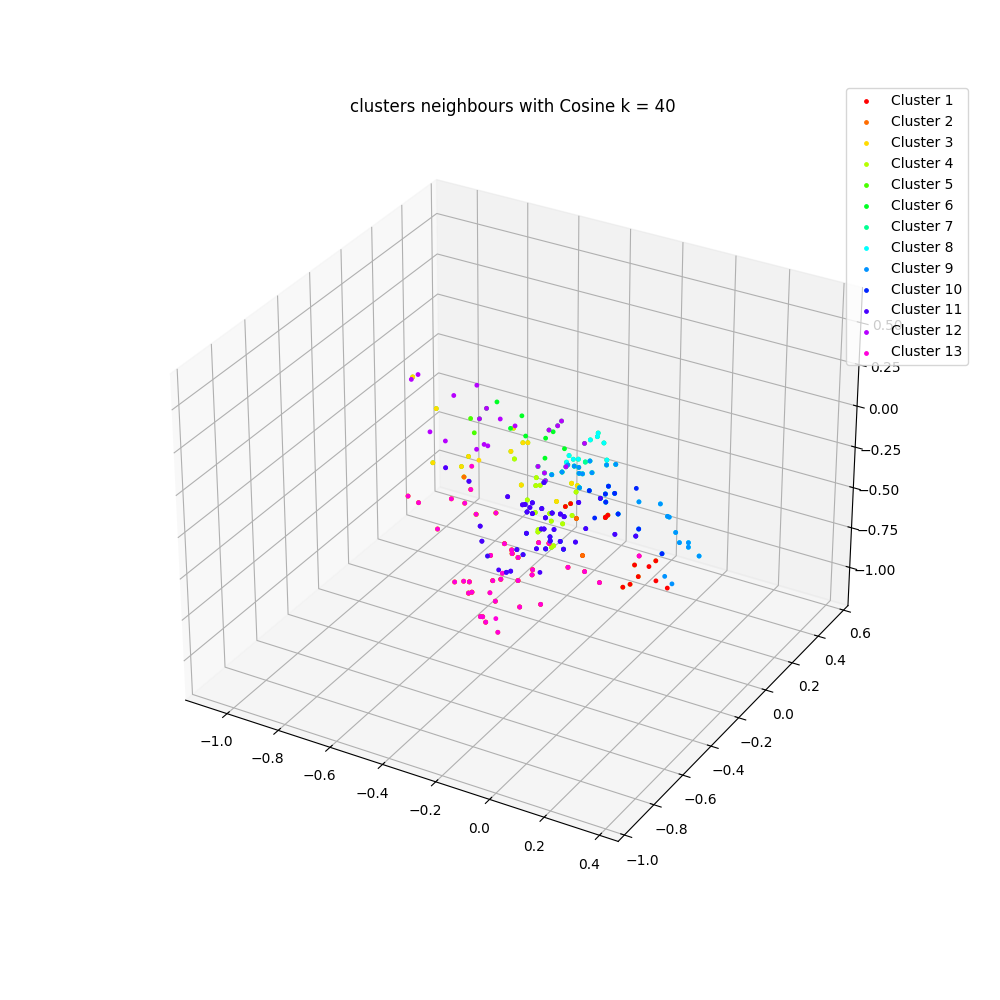 clusters neighbours with Cosine k = 40
Cluster 1
Cluster 2
Cluster 3
Cluster 4
Cluster 5
Cluster 6
Cluster 7
Cluster 8
Cluster 9
Cluster 10
Cluster 11
Cluster 12
Cluster 13
0.50
0.25
0.00
−0.25
−0.50
−0.75
−1.00
0.6
0.4
0.2
0.0
−0.2
−0.4
−0.6
−0.8
−1.0
−1.0
−0.8
−0.6
−0.4
−0.2
0.0
0.2
0.4